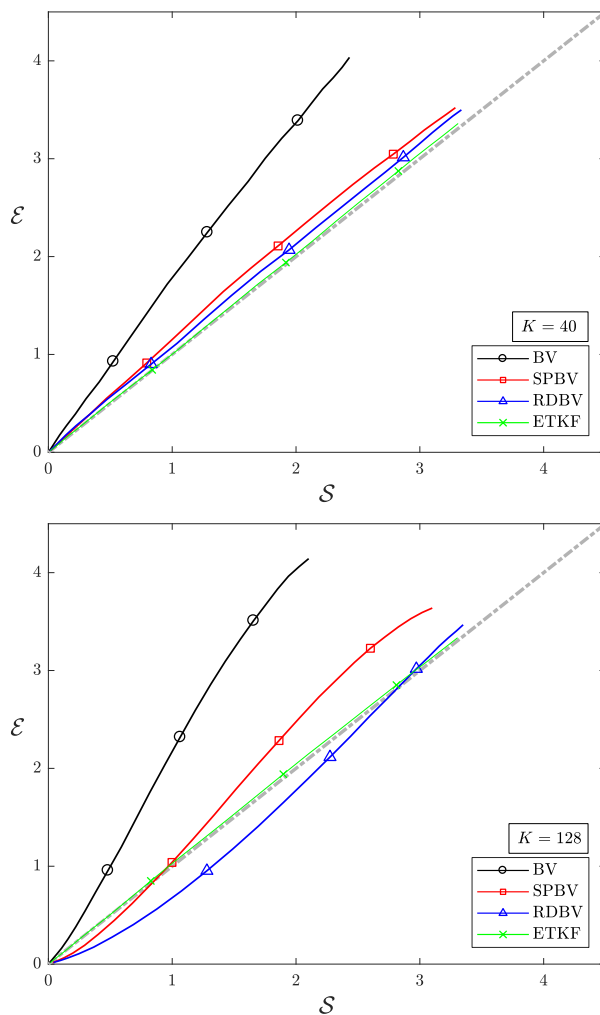 4
3
ℰ
2
K = 40
BV
1
SPBV
RDBV
ETKF
0
0 1 2 3 4
𝒮
4
3
ℰ
2
K = 128
BV
1
SPBV
RDBV
ETKF
0
0 1 2 3 4
𝒮